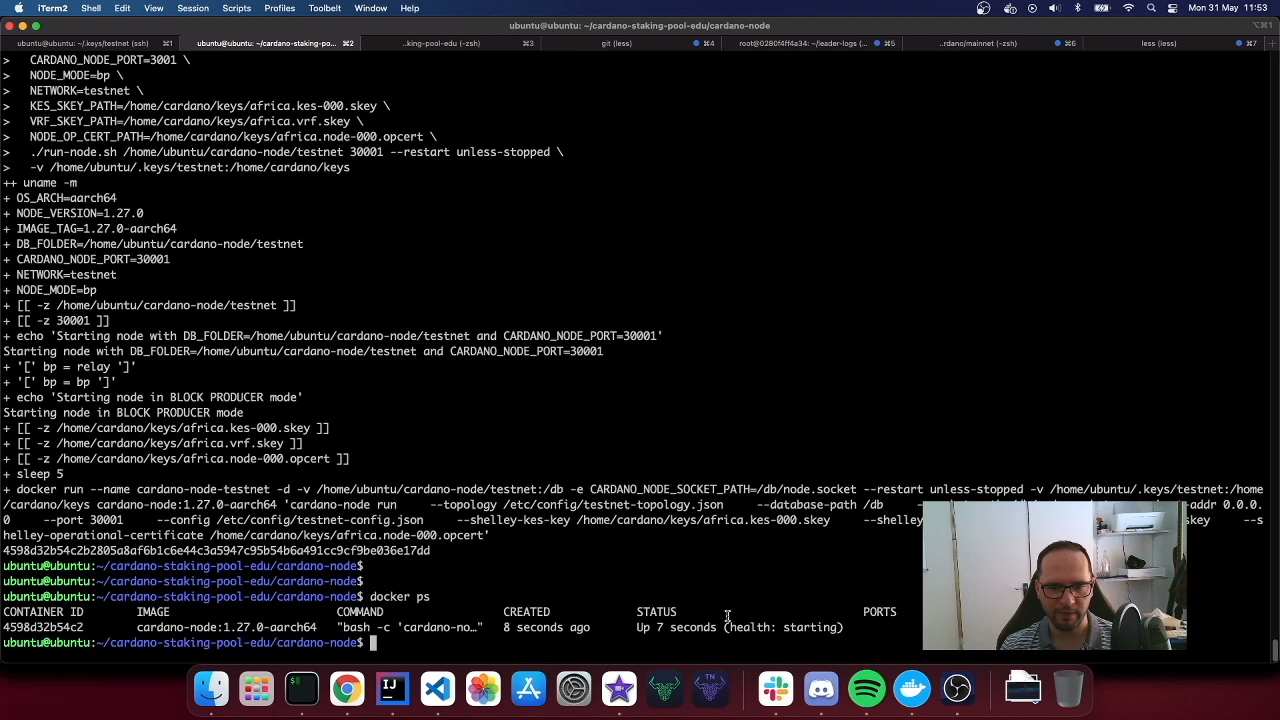 iTerm2 Shell Edit View Session Scripts Profiles Toolbelt Window Help Mon 31 May 11:53
ubuntu@ubuntu: ~/cardano-staking-pool-edu/cardano-node ⌥⌘1
ubuntu@ubuntu: ~/.keys/testnet (ssh) ⌘1 ubuntu@ubuntu: ~/cardano-staking-po... ⌘2 ..king-pool-edu (-zsh) ⌘3 git (less) ⌘4 root@0280f4ff4a34: ~/leader-logs (... ⌘5 ..rdano/mainnet (-zsh) ⌘6 less (less) ⌘7
> CARDANO_NODE_PORT=3001 \
> NODE_MODE=bp \
> NETWORK=testnet \
> KES_SKEY_PATH=/home/cardano/keys/africa.kes-000.skey \
> VRF_SKEY_PATH=/home/cardano/keys/africa.vrf.skey \
> NODE_OP_CERT_PATH=/home/cardano/keys/africa.node-000.opcert \
> ./run-node.sh /home/ubuntu/cardano-node/testnet 30001 --restart unless-stopped \
> -v /home/ubuntu/.keys/testnet:/home/cardano/keys
++ uname -m
+ OS_ARCH=aarch64
+ NODE_VERSION=1.27.0
+ IMAGE_TAG=1.27.0-aarch64
+ DB_FOLDER=/home/ubuntu/cardano-node/testnet
+ CARDANO_NODE_PORT=30001
+ NETWORK=testnet
+ NODE_MODE=bp
+ [[ -z /home/ubuntu/cardano-node/testnet ]]
+ [[ -z 30001 ]]
+ echo 'Starting node with DB_FOLDER=/home/ubuntu/cardano-node/testnet and CARDANO_NODE_PORT=30001'
Starting node with DB_FOLDER=/home/ubuntu/cardano-node/testnet and CARDANO_NODE_PORT=30001
+ '[' bp = relay ']'
+ '[' bp = bp ']'
+ echo 'Starting node in BLOCK PRODUCER mode'
Starting node in BLOCK PRODUCER mode
+ [[ -z /home/cardano/keys/africa.kes-000.skey ]]
+ [[ -z /home/cardano/keys/africa.vrf.skey ]]
+ [[ -z /home/cardano/keys/africa.node-000.opcert ]]
+ sleep 5
+ docker run --name cardano-node-testnet -d -v /home/ubuntu/cardano-node/testnet:/db -e CARDANO_NODE_SOCKET_PATH=/db/node.socket --restart unless-stopped -v /home/ubuntu/.keys/testnet:/home
/cardano/keys cardano-node:1.27.0-aarch64 'cardano-node run --topology /etc/config/testnet-topology.json --database-path /db addr 0.0.0.
0 --port 30001 --config /etc/config/testnet-config.json --shelley-kes-key /home/cardano/keys/africa.kes-000.skey --shelle skey --s
helley-operational-certificate /home/cardano/keys/africa.node-000.opcert'
4598d32b54c2b2805a8af6b1c6e44c3a5947c95b54b6a491cc9cf9be036e17dd
ubuntu@ubuntu:~/cardano-staking-pool-edu/cardano-node$
ubuntu@ubuntu:~/cardano-staking-pool-edu/cardano-node$
ubuntu@ubuntu:~/cardano-staking-pool-edu/cardano-node$ docker ps
CONTAINER ID IMAGE COMMAND CREATED STATUS PORTS
4598d32b54c2 cardano-node:1.27.0-aarch64 "bash -c 'cardano-no…" 8 seconds ago Up 7 seconds (health: starting)
ubuntu@ubuntu:~/cardano-staking-pool-edu/cardano-node$
TN